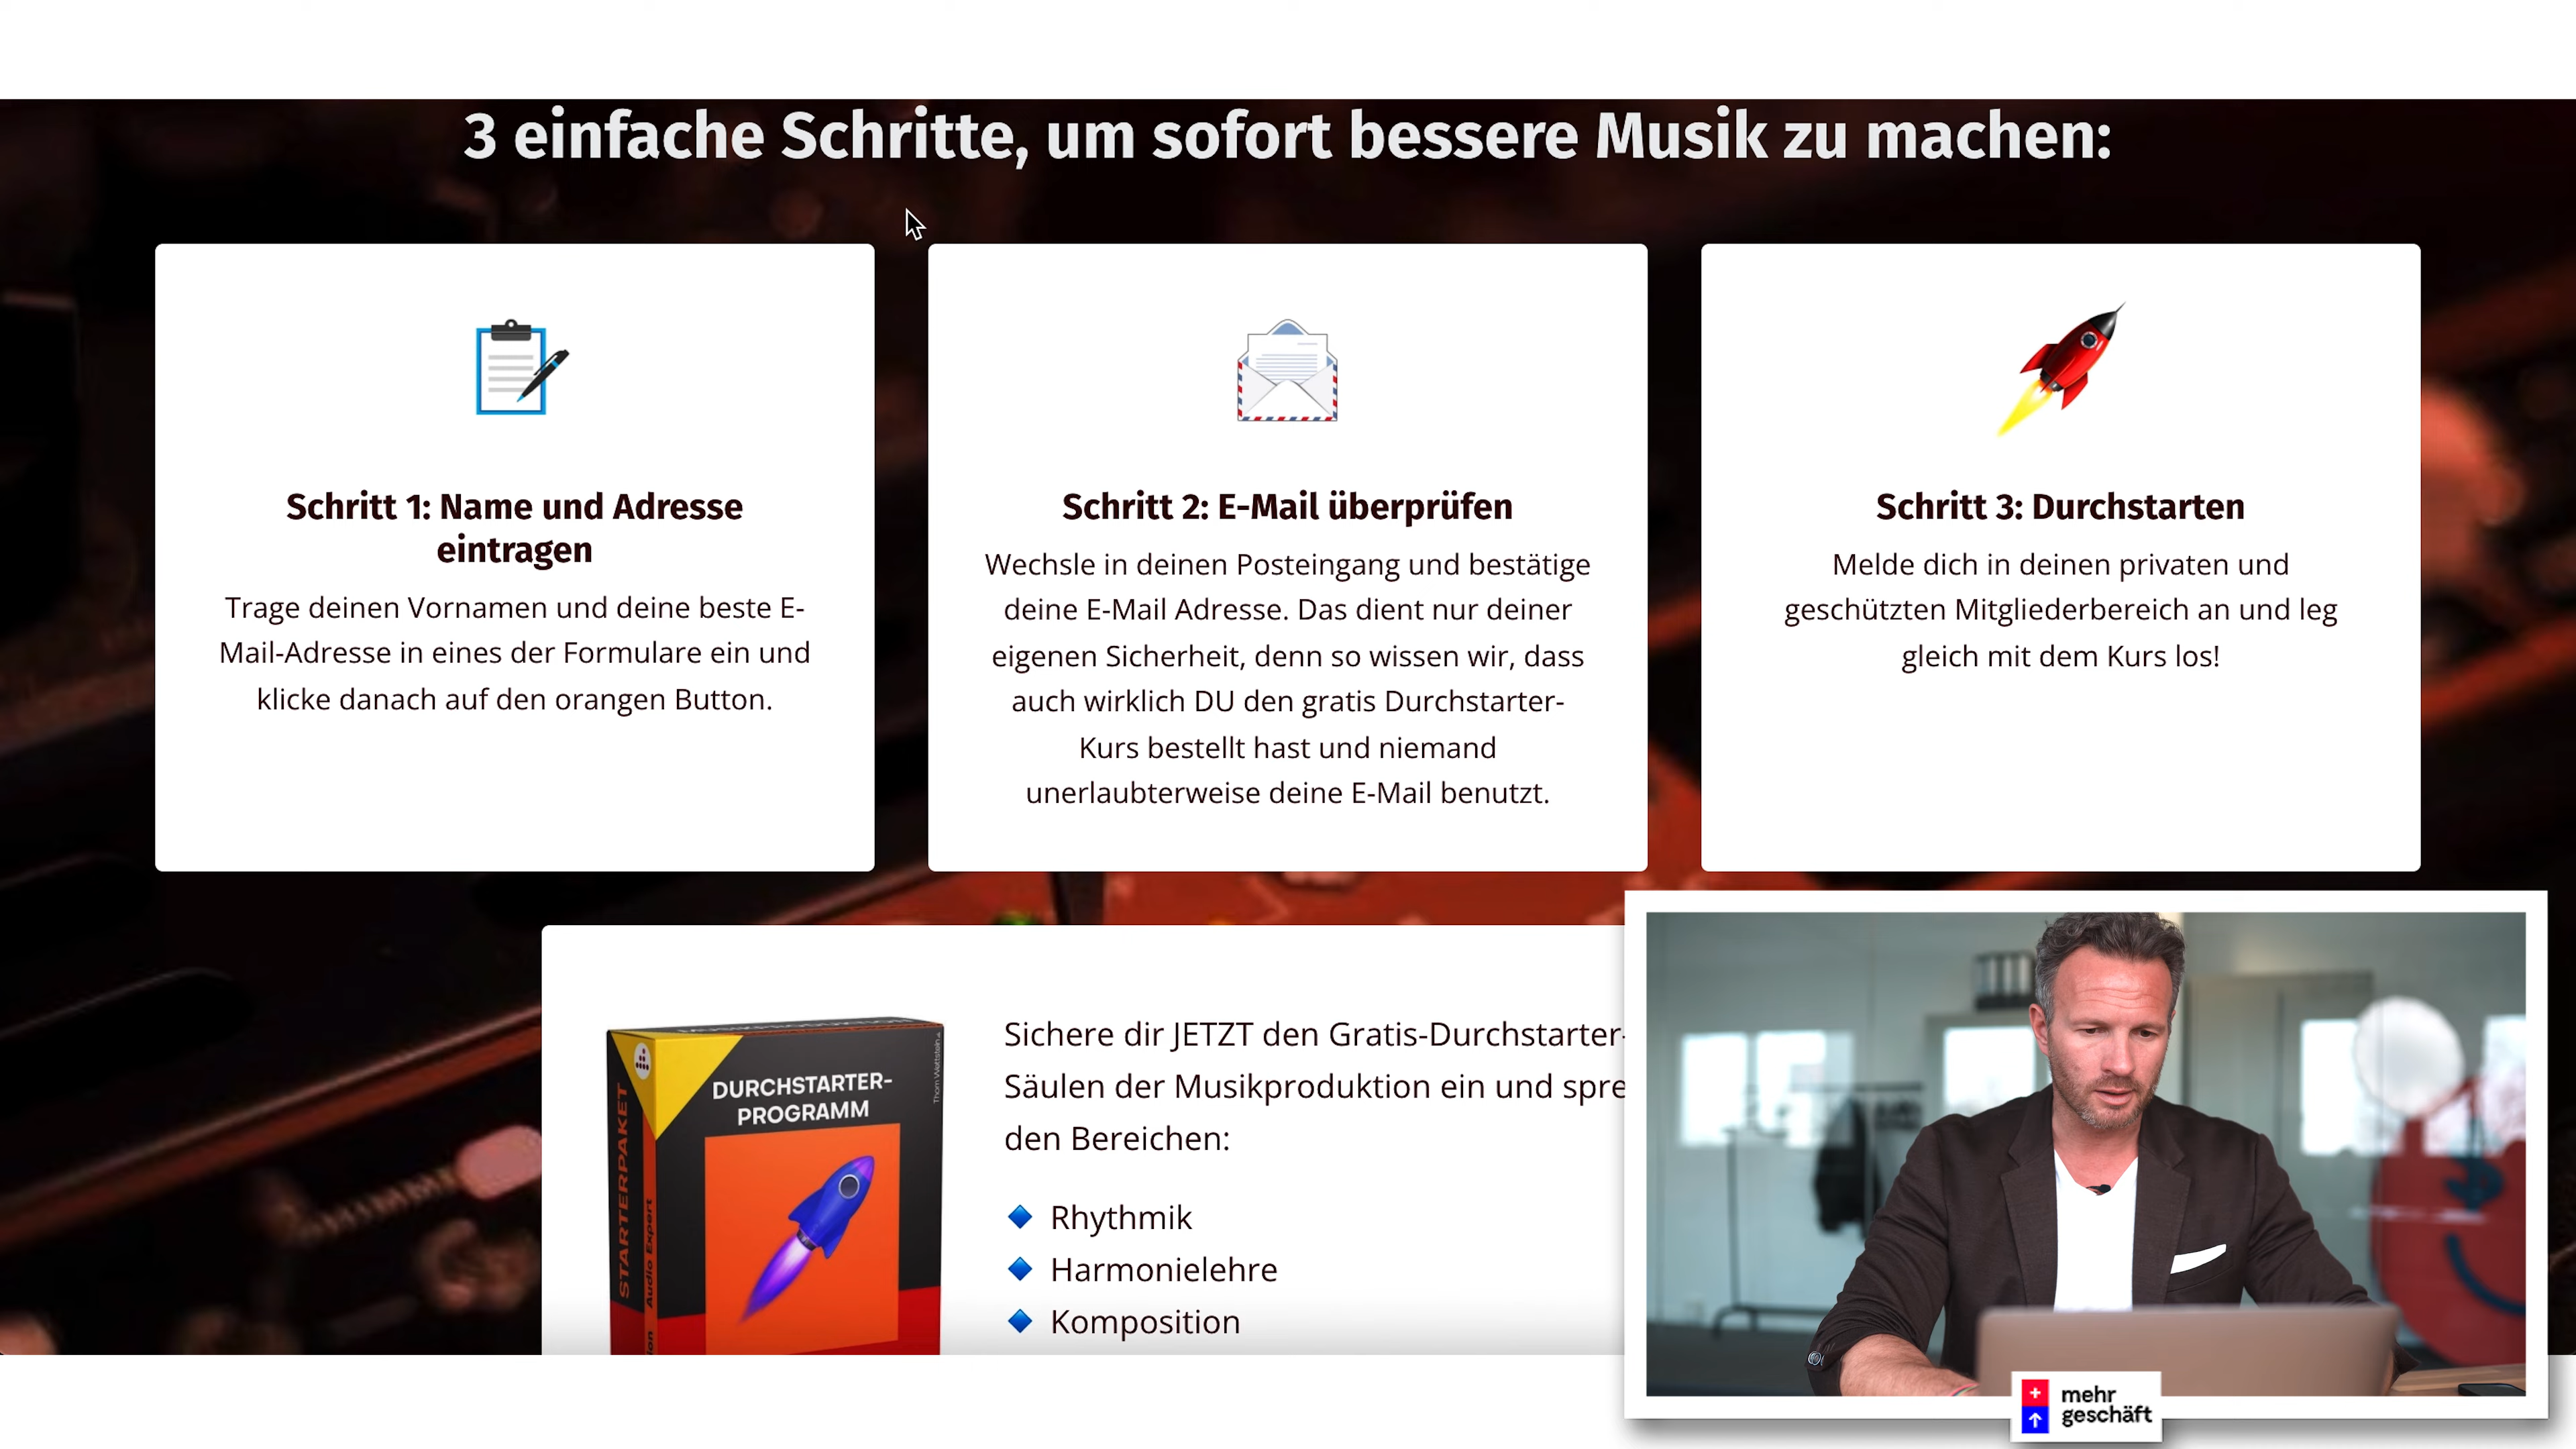 3 einfache Schritte, um sofort bessere Musik zu machen:
Schritt 1: Name und Adresse
eintragen
Trage deinen Vornamen und deine beste E-
Mail-Adresse in eines der Formulare ein und
klicke danach auf den orangen Button.
Schritt 2: E-Mail überprüfen
Wechsle in deinen Posteingang und bestätige
deine E-Mail Adresse. Das dient nur deiner
eigenen Sicherheit, denn so wissen wir, dass
auch wirklich DU den gratis Durchstarter-
Kurs bestellt hast und niemand
unerlaubterweise deine E-Mail benutzt.
Schritt 3: Durchstarten
Melde dich in deinen privaten und
geschützten Mitgliederbereich an und leg
gleich mit dem Kurs los!
STARTERPAKET
Audio Expert
DURCHSTARTER-
PROGRAMM
Sichere dir JETZT den Gratis-Durchstarter-
Säulen der Musikproduktion ein und spre
den Bereichen:
Rhythmik
Harmonielehre
Komposition
mehr
geschäft